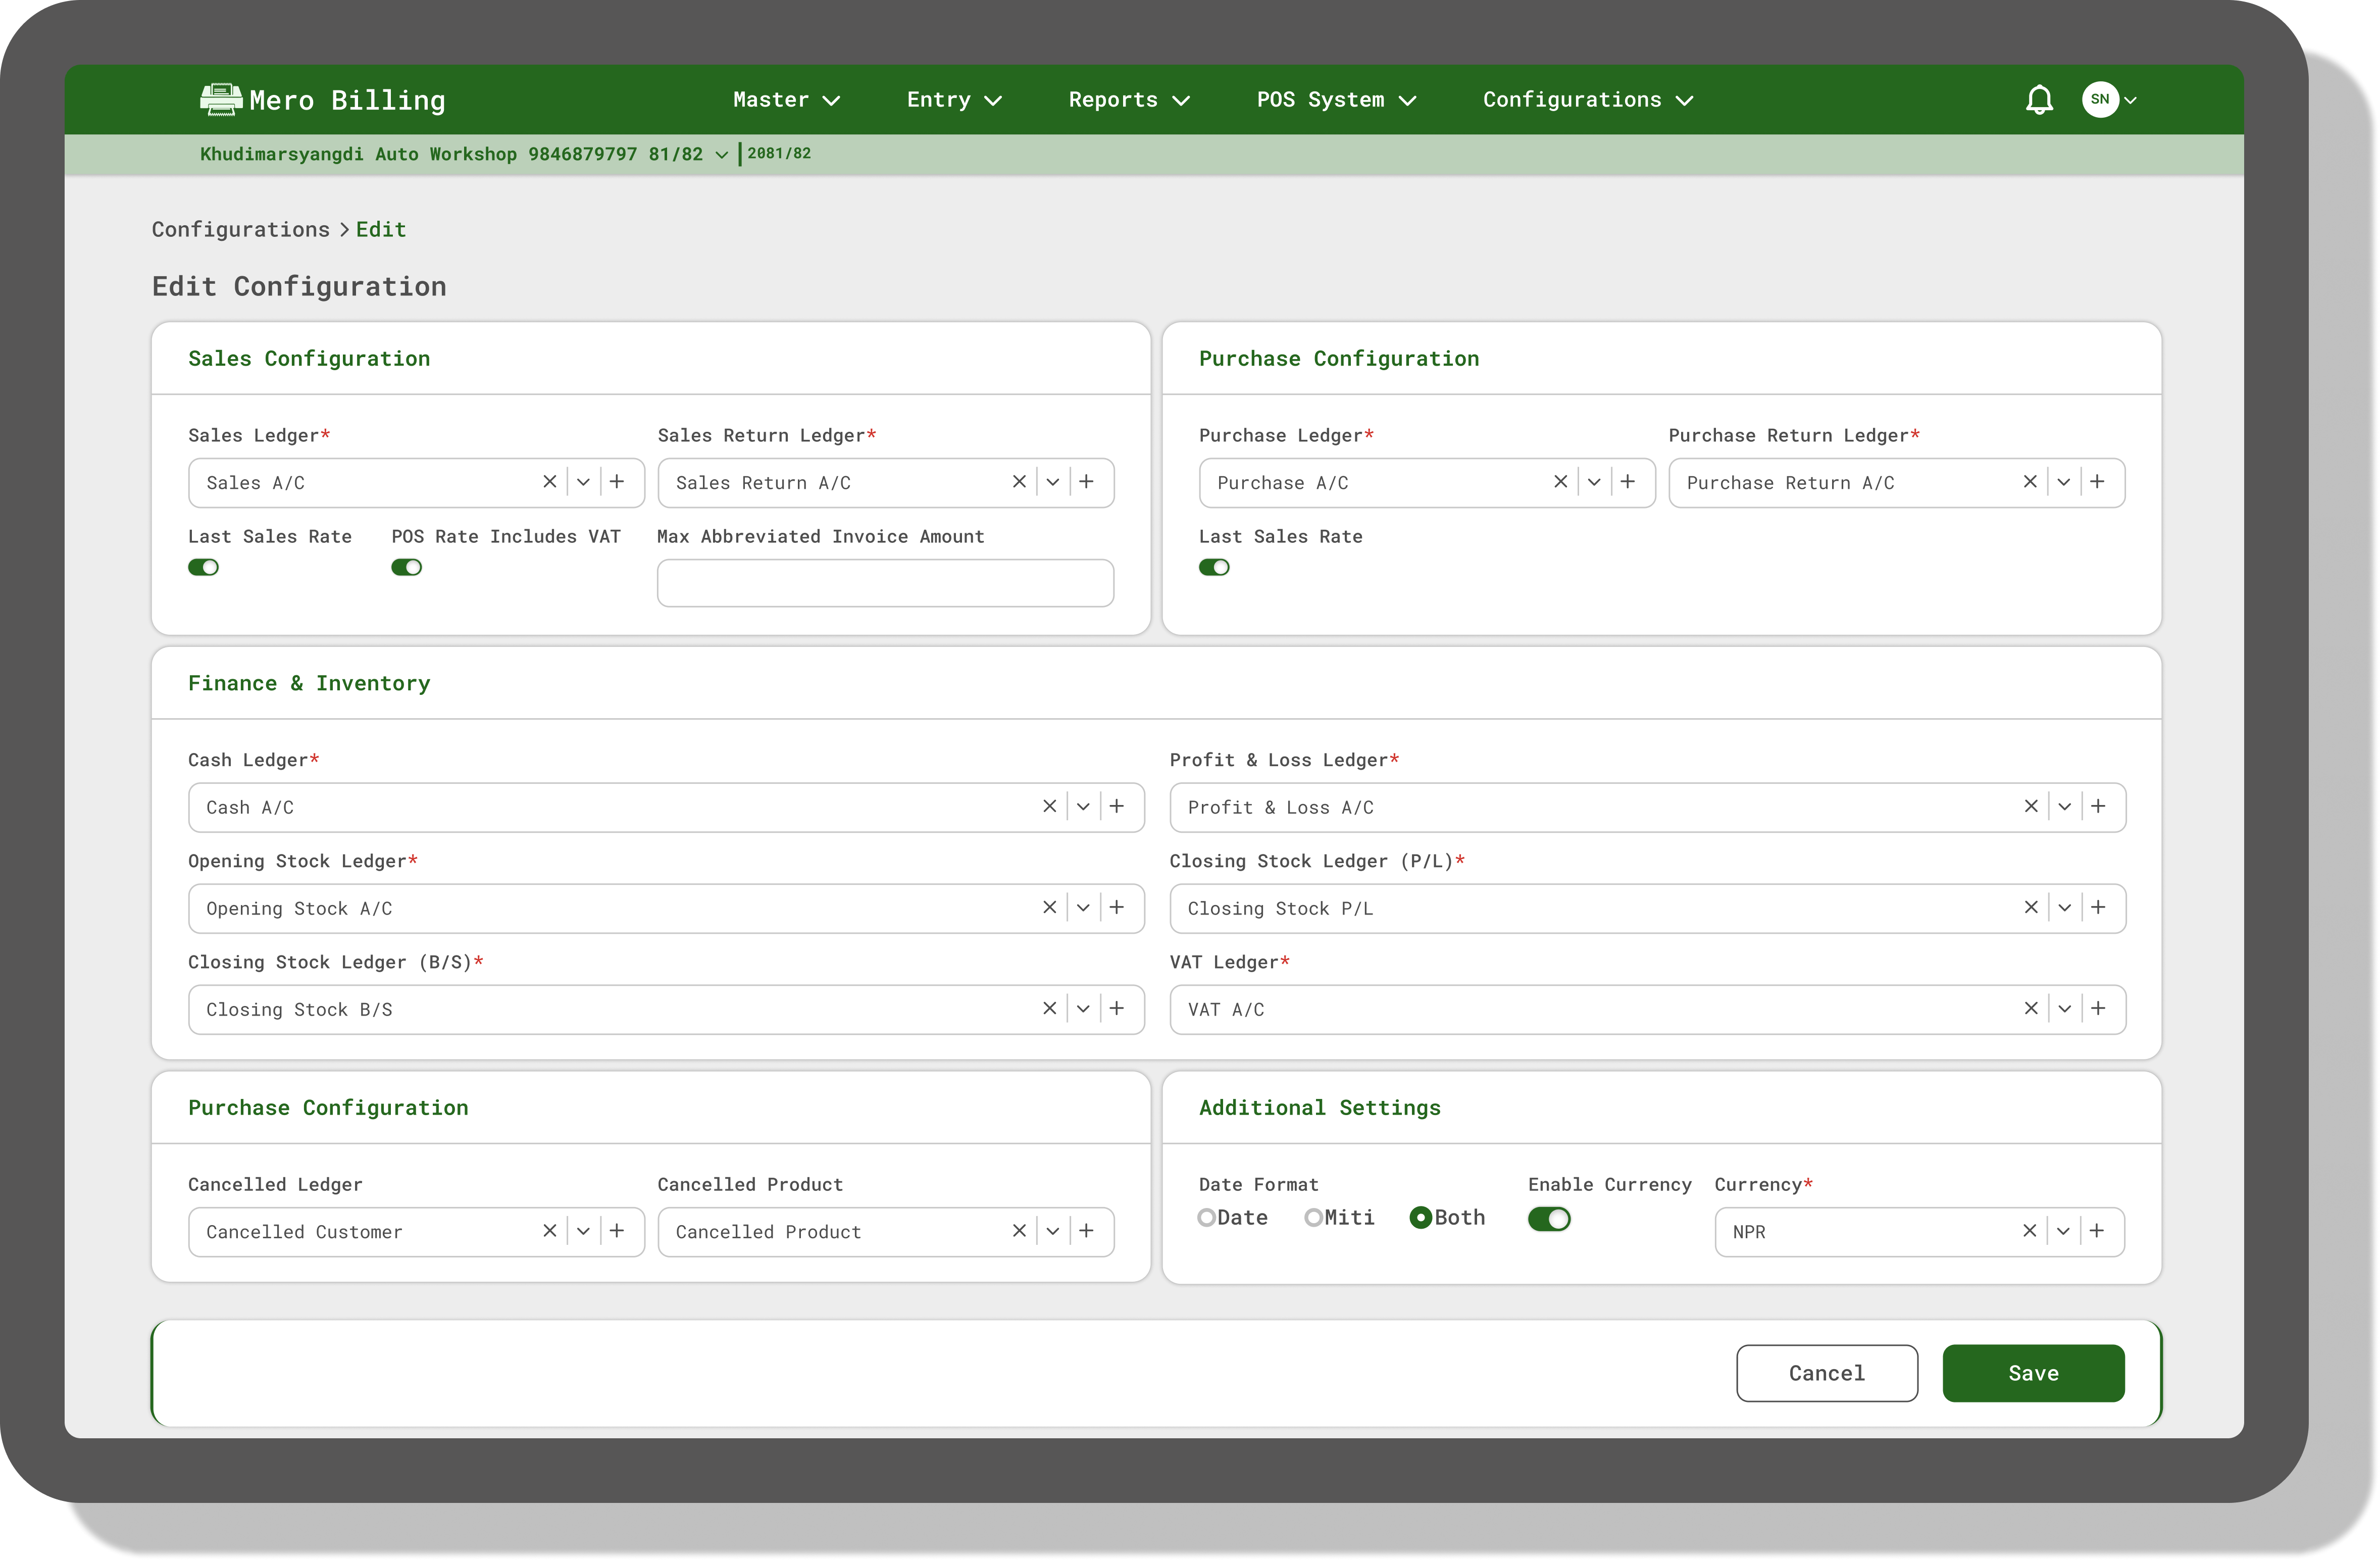 Mero Billing Master Entry Reports POS System Configurations SN
Khudimarsyangdi Auto Workshop 9846879797 81/82 2081/82
Configurations > Edit
Edit Configuration
Sales Configuration
Sales Ledger* Sales Return Ledger*
Sales A/C Sales Return A/C
Last Sales Rate POS Rate Includes VAT Max Abbreviated Invoice Amount
Purchase Configuration
Purchase Ledger* Purchase Return Ledger*
Purchase A/C Purchase Return A/C
Last Sales Rate
Finance & Inventory
Cash Ledger* Profit & Loss Ledger*
Cash A/C Profit & Loss A/C
Opening Stock Ledger* Closing Stock Ledger (P/L)*
Opening Stock A/C Closing Stock P/L
Closing Stock Ledger (B/S)* VAT Ledger*
Closing Stock B/S VAT A/C
Purchase Configuration
Cancelled Ledger Cancelled Product
Cancelled Customer Cancelled Product
Additional Settings
Date Format Enable Currency Currency*
Date Miti Both NPR
Cancel Save